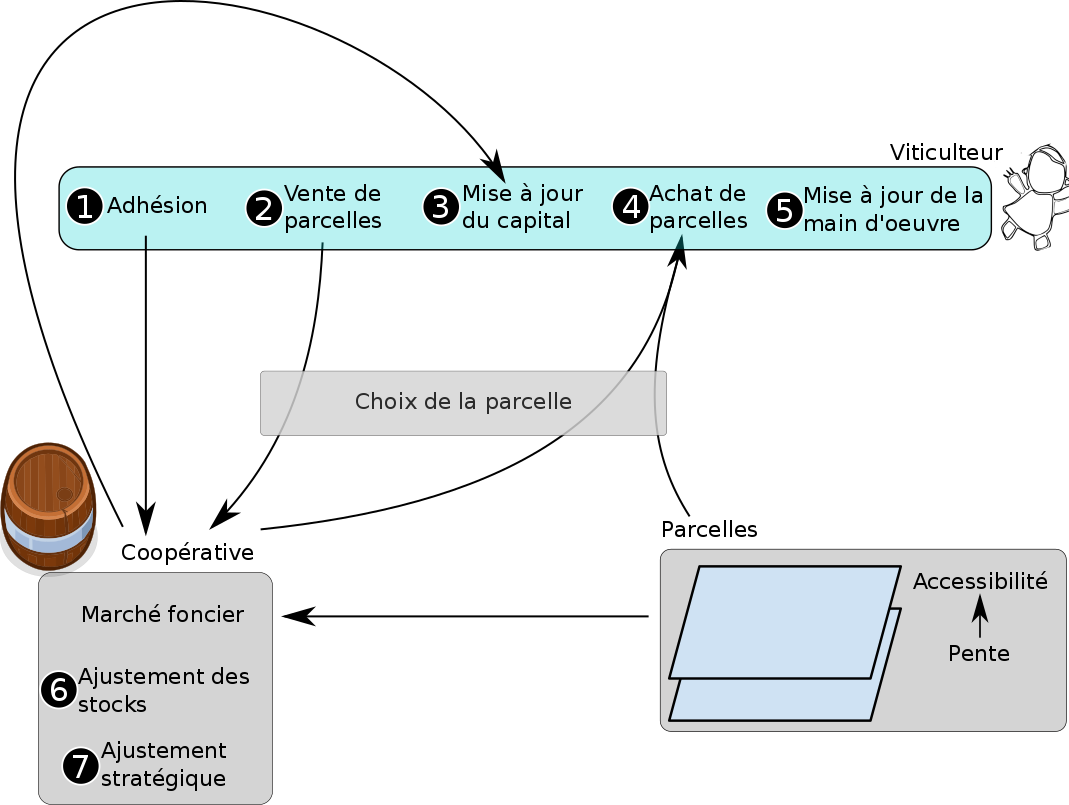 Viticulteur
1 Adhésion
2 Vente de
parcelles
3 Mise à jour
du capital
4 Achat de
parcelles
5 Mise à jour de la
main d'oeuvre
Choix de la parcelle
Coopérative
Marché foncier
6 Ajustement des
stocks
7 Ajustement
stratégique
Parcelles
Accessibilité
Pente